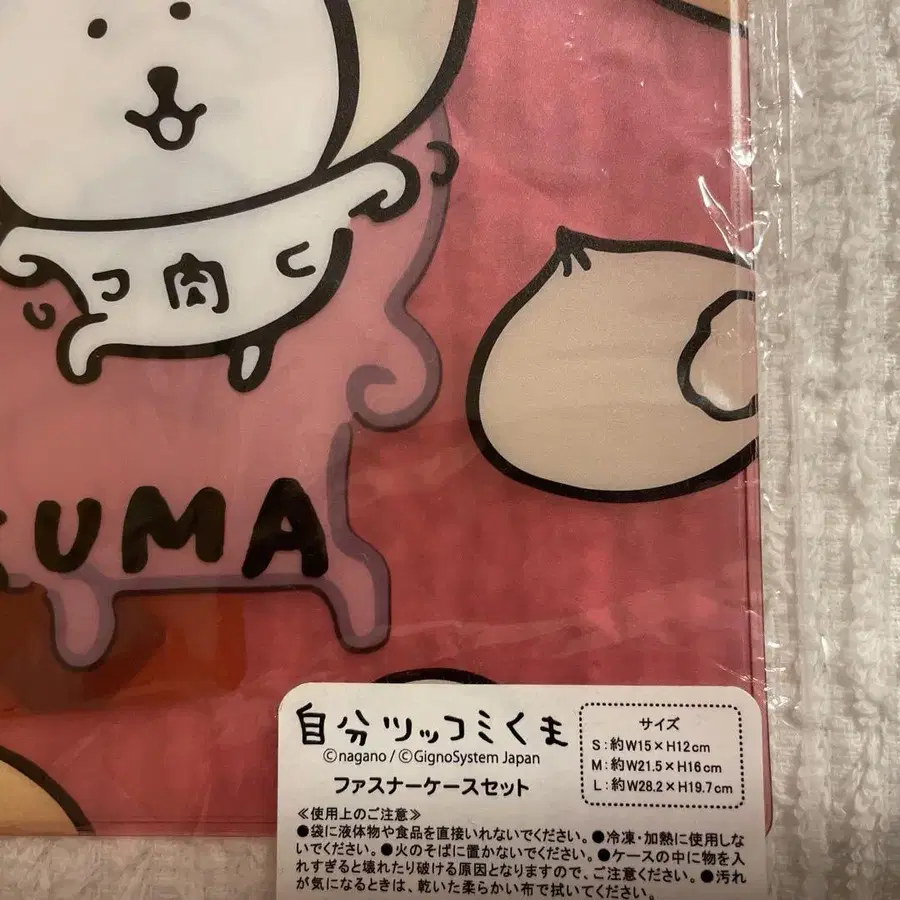 肉
UMA
自分ツッコミくま
©nagano / ©GignoSystem Japan
ファスナーケースセット
サイズ
S：約W15×H12cm
M：約W21.5×H16cm
L：約W28.2×H19.7cm
≪使用上のご注意≫
●袋に液体物や食品を直接いれないでください。●冷凍・加熱に使用しな
いでください。●火のそばに置かないでください。●ケースの中に物を入
れすぎると壊れたり破ける原因となりますので、ご注意ください。●汚れ
が気になるときは、乾いた柔らかい布で拭いてください。